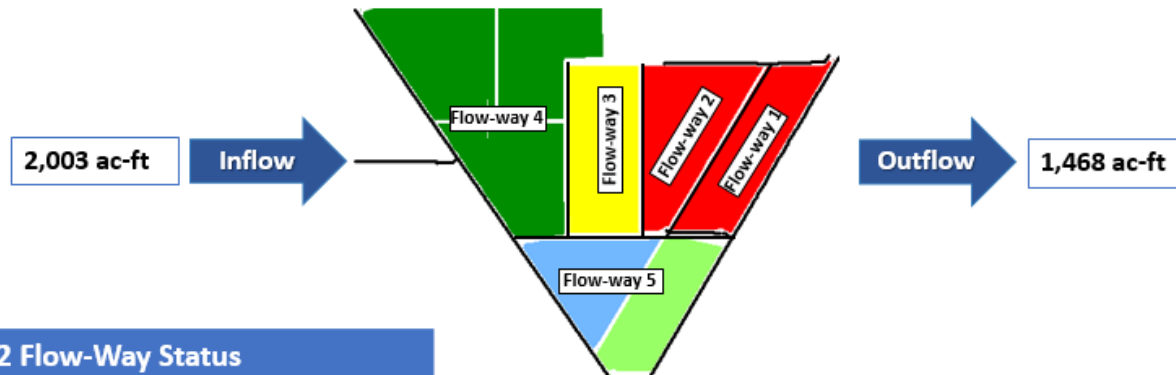 Flow-way 4
Flow-way 3
Flow-way 2
Flow-way 1
2,003 ac-ft
Inflow
Outflow
1,468 ac-ft
Flow-way 5
2 Flow-Way Status